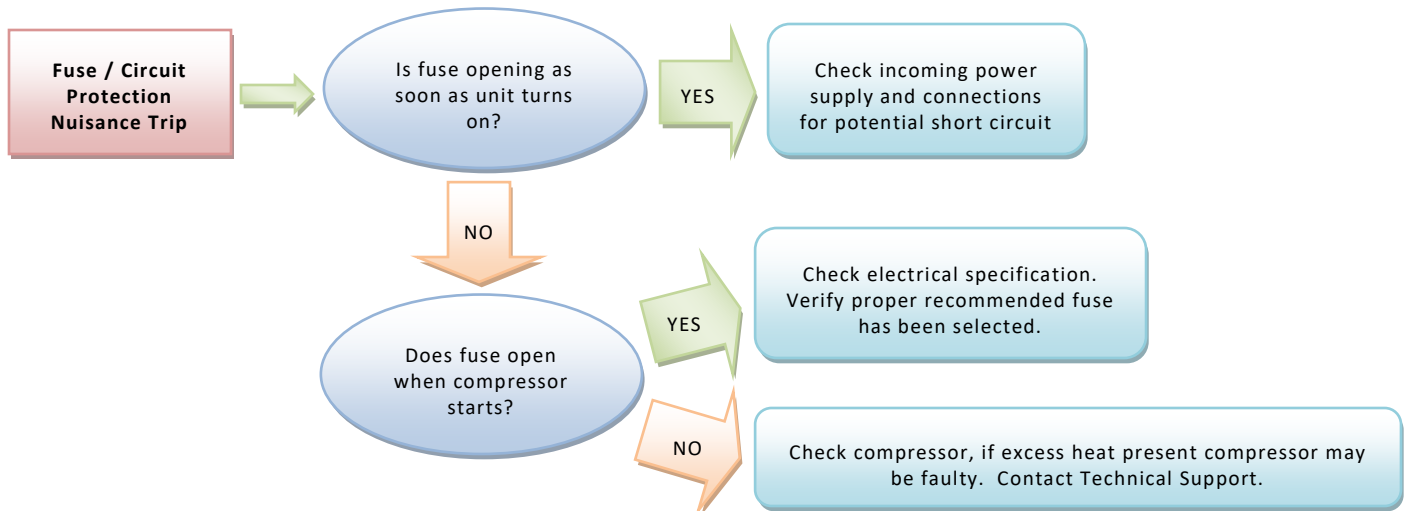 Fuse / Circuit
Protection
Nuisance Trip
Is fuse opening as
soon as unit turns
on?
YES
Check incoming power
supply and connections
for potential short circuit
NO
Does fuse open
when compressor
starts?
YES
Check electrical specification.
Verify proper recommended fuse
has been selected.
NO
Check compressor, if excess heat present compressor may
be faulty.  Contact Technical Support.